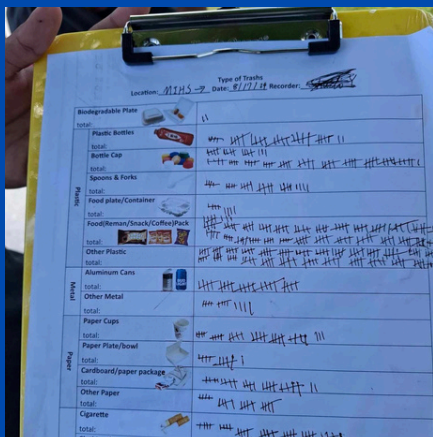 Type of Trashs
Location: MIHS → Date: 8/17/19 Recorder:
Biodegradable Plate
total:
Plastic
Plastic Bottles
total:
Bottle Cap
total:
Spoons & Forks
total:
Food plate/Container
total:
Food(Reman/Snack/Coffee)Pack
total:
Other Plastic
total:
Metal
Aluminum Cans
total:
Other Metal
total:
Paper
Paper Cups
total:
Paper Plate/bowl
total:
Cardboard/paper package
total:
Other Paper
total:
Cigarette
total: